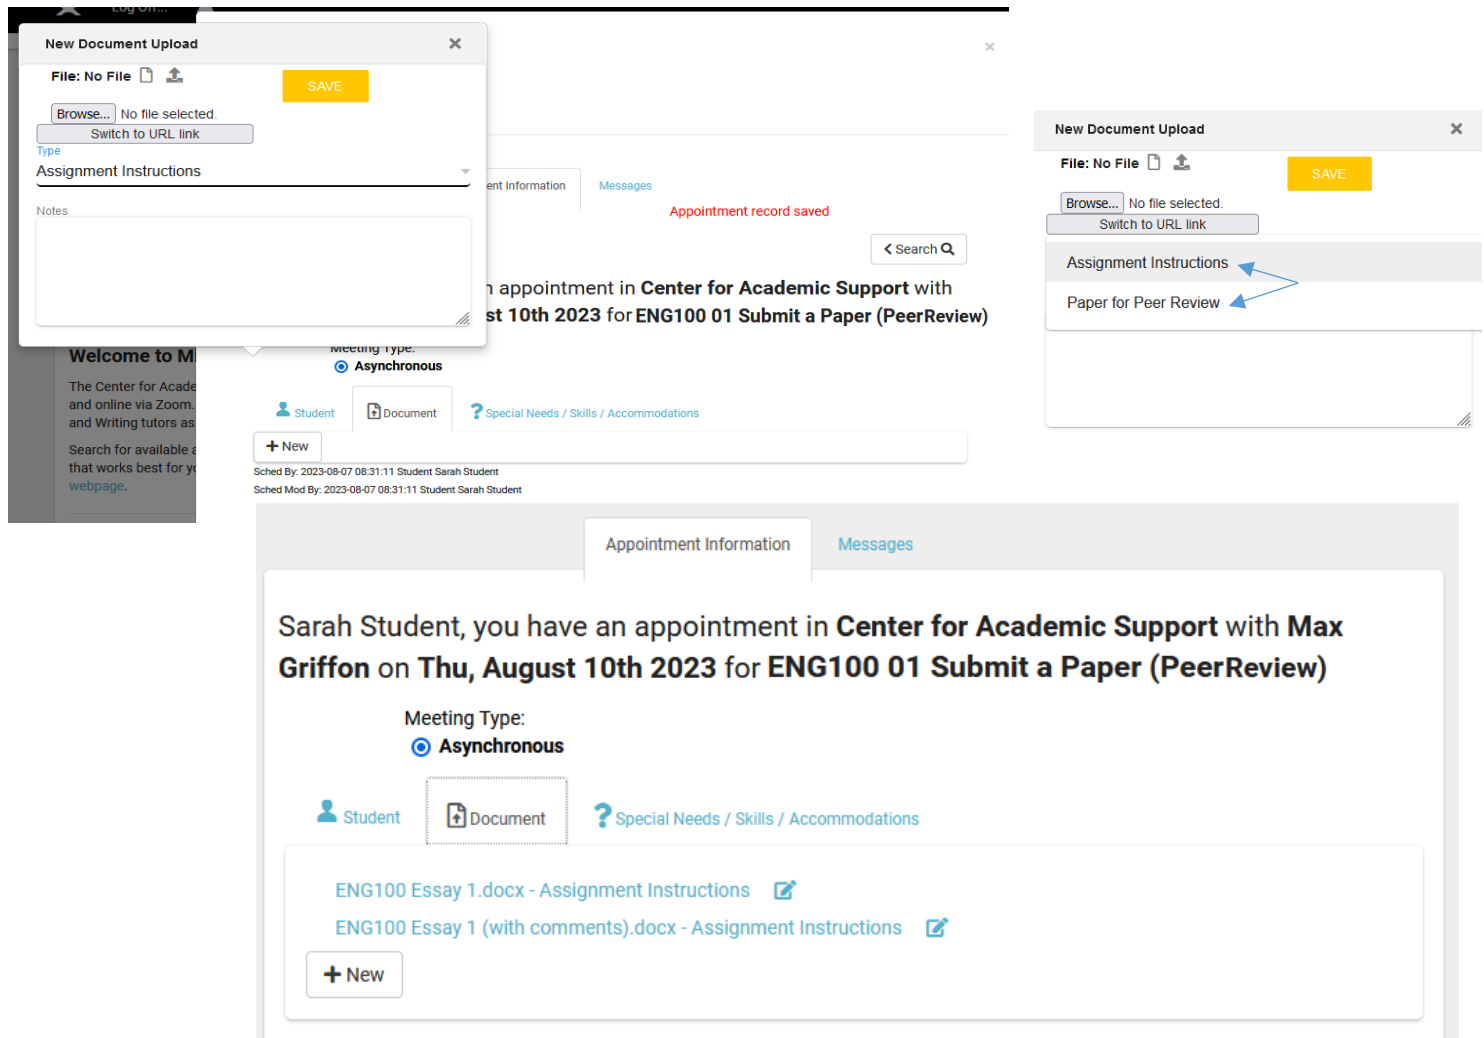 Log Off...
New Document Upload
File: No File
SAVE
Browse... No file selected.
Switch to URL link
Type
Assignment Instructions
Notes
ent Information
Messages
Appointment record saved
Search
appointment in Center for Academic Support with
st 10th 2023 for ENG100 01 Submit a Paper (PeerReview)
Meeting Type:
Asynchronous
Student
Document
Special Needs / Skills / Accommodations
New
Sched By: 2023-08-07 08:31:11 Student Sarah Student
Sched Mod By: 2023-08-07 08:31:11 Student Sarah Student
Welcome to M
The Center for Acade
and online via Zoom.
and Writing tutors as
Search for available a
that works best for yo
webpage.
New Document Upload
File: No File
SAVE
Browse... No file selected.
Switch to URL link
Assignment Instructions
Paper for Peer Review
Appointment Information
Messages
Sarah Student, you have an appointment in Center for Academic Support with Max
Griffon on Thu, August 10th 2023 for ENG100 01 Submit a Paper (PeerReview)
Meeting Type:
Asynchronous
Student
Document
Special Needs / Skills / Accommodations
ENG100 Essay 1.docx - Assignment Instructions
ENG100 Essay 1 (with comments).docx - Assignment Instructions
New